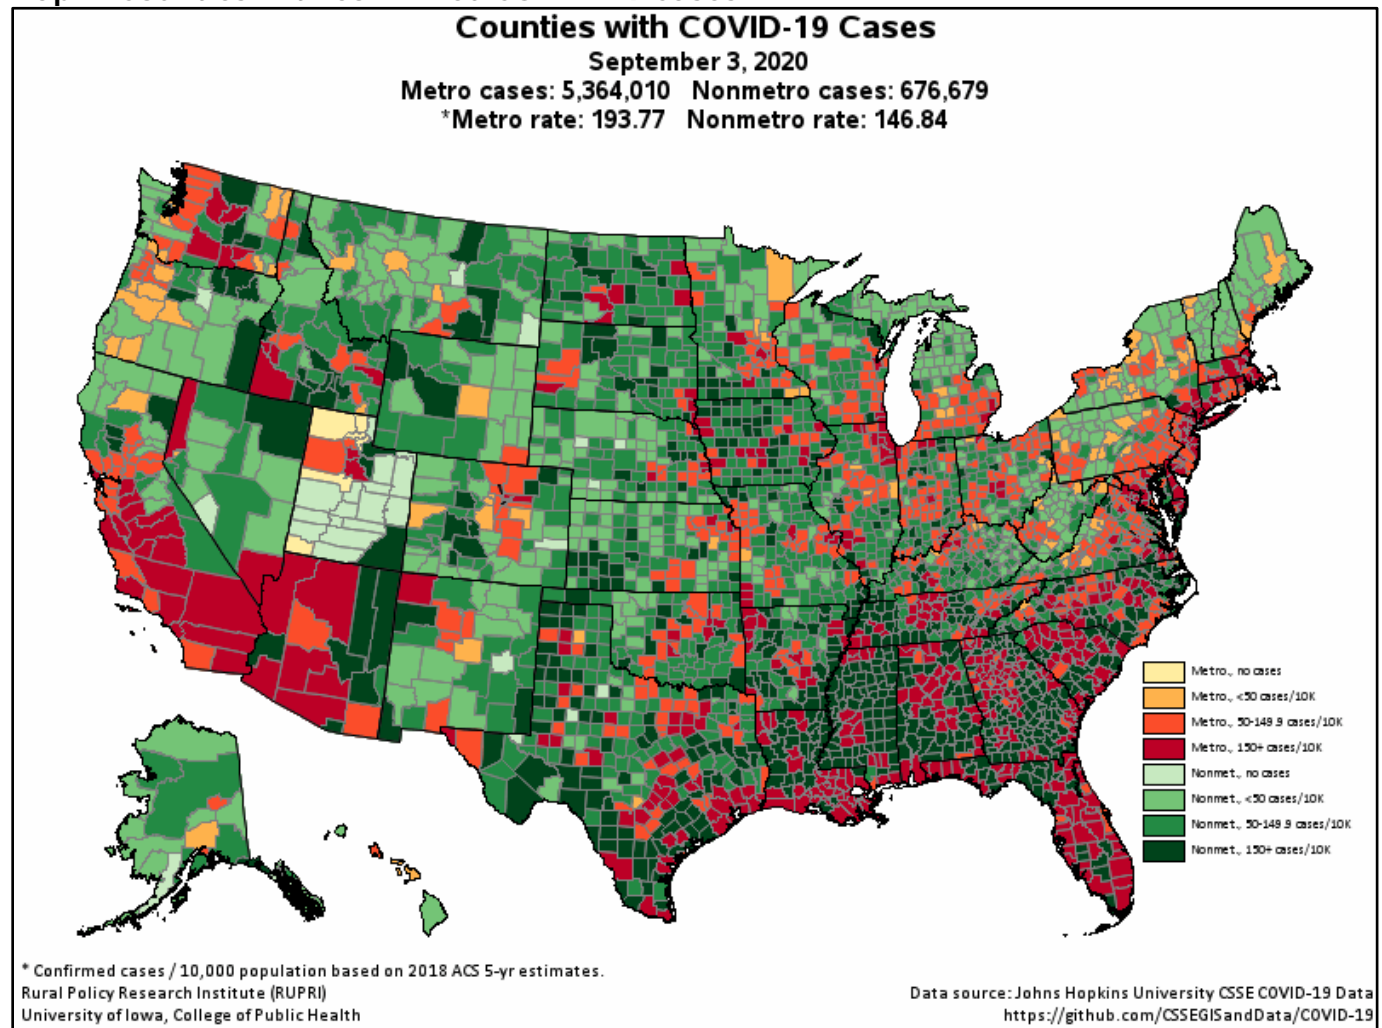 Counties with COVID-19 Cases
September 3, 2020
Metro cases: 5,364,010 Nonmetro cases: 676,679
*Metro rate: 193.77 Nonmetro rate: 146.84
Metro., no cases
Metro., <50 cases/10K
Metro., 50-149.9 cases/10K
Metro., 150+ cases/10K
Nonmet., no cases
Nonmet., <50 cases/10K
Nonmet., 50-149.9 cases/10K
Nonmet., 150+ cases/10K
* Confirmed cases / 10,000 population based on 2018 ACS 5-yr estimates.
Rural Policy Research Institute (RUPRI)
University of Iowa, College of Public Health
Data source: Johns Hopkins University CSSE COVID-19 Data
https://github.com/CSSEGISandData/COVID-19